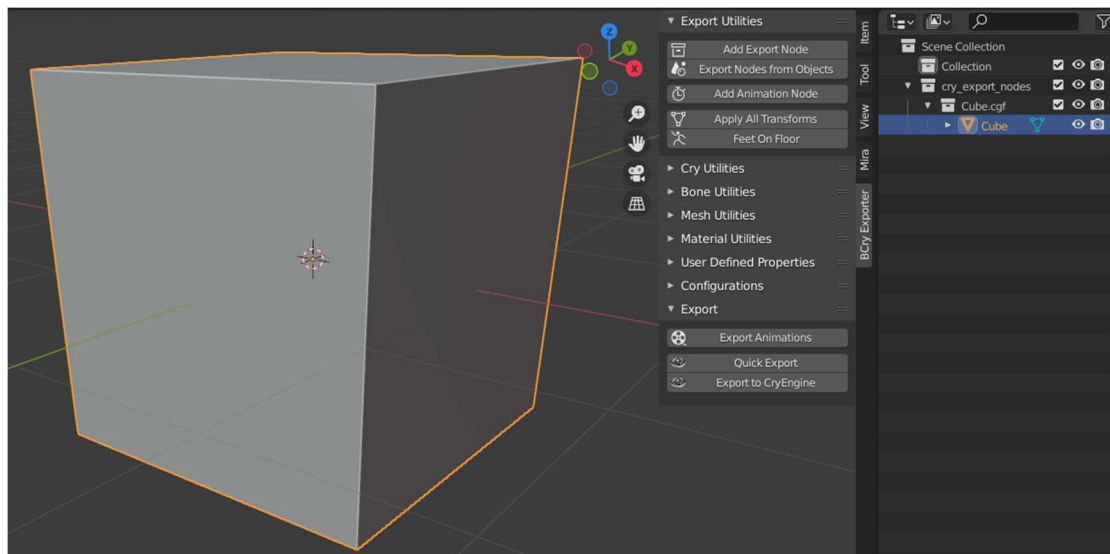 Export Utilities
Add Export Node
Export Nodes from Objects
Add Animation Node
Apply All Transforms
Feet On Floor
Cry Utilities
Bone Utilities
Mesh Utilities
Material Utilities
User Defined Properties
Configurations
Export
Export Animations
Quick Export
Export to CryEngine
Z
Y
X
Item
Tool
View
Mira
BCry Exporter
Scene Collection
Collection
cry_export_nodes
Cube.cgf
Cube